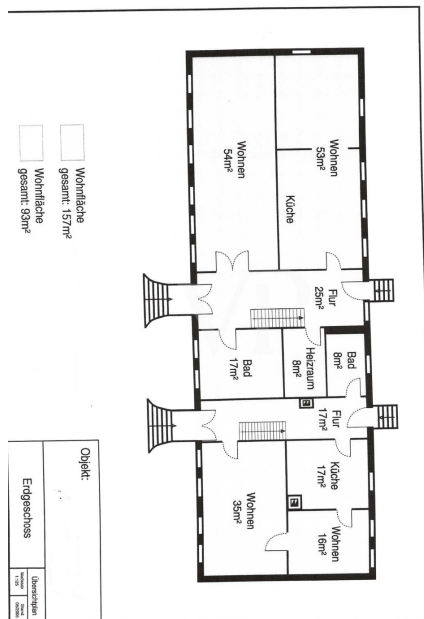 Wohnen
53m²
Wohnen
54m²
Küche
Flur
25m²
Bad
8m²
Heizraum
8m²
Bad
17m²
Flur
17m²
Küche
17m²
Wohnen
16m²
Wohnen
35m²
Wohnfläche
gesamt: 157m²
Wohnfläche
gesamt: 93m²
Objekt:
Erdgeschoss
Übersichtsplan